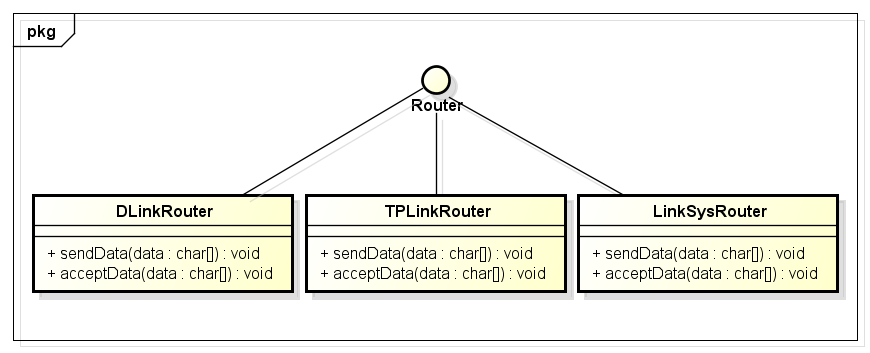 pkg
Router
DLinkRouter
+ sendData(data : char[]) : void
+ acceptData(data : char[]) : void
TPLinkRouter
+ sendData(data : char[]) : void
+ acceptData(data : char[]) : void
LinkSysRouter
+ sendData(data : char[]) : void
+ acceptData(data : char[]) : void